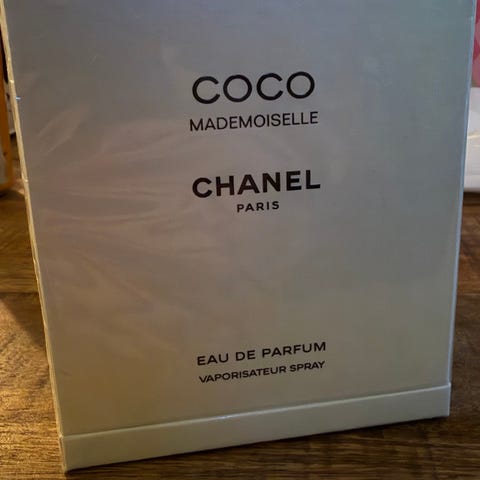 COCO
MADEMOISELLE
CHANEL
PARIS
EAU DE PARFUM
VAPORISATEUR SPRAY